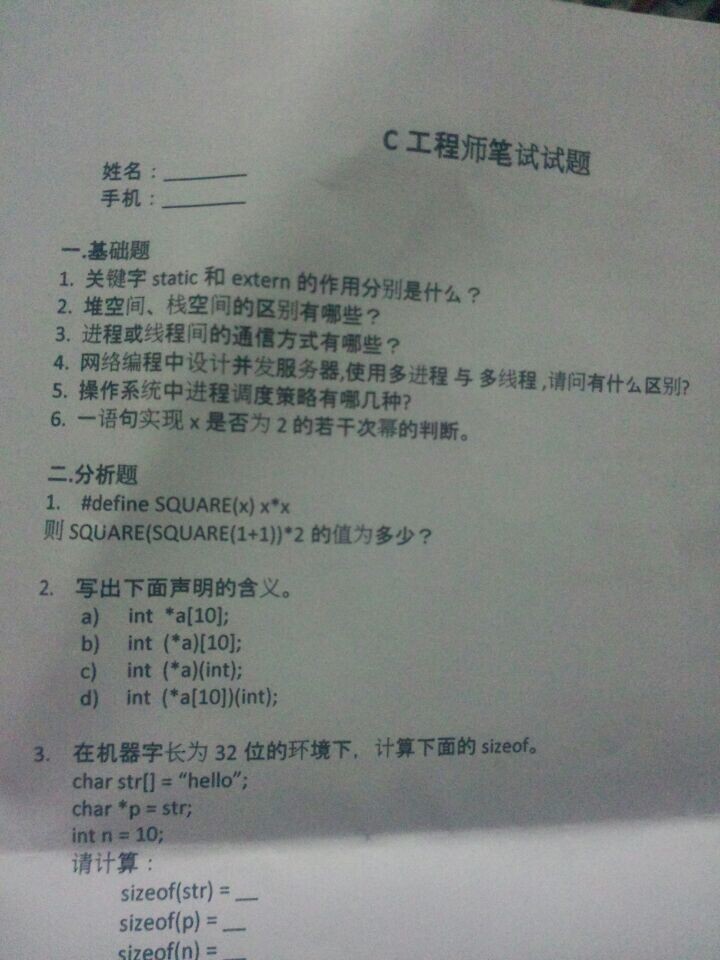 C 工程师笔试试题
姓名：______
手机：______
一.基础题
1. 关键字 static 和 extern 的作用分别是什么？
2. 堆空间、栈空间的区别有哪些？
3. 进程或线程间的通信方式有哪些？
4. 网络编程中设计并发服务器,使用多进程 与 多线程 ,请问有什么区别?
5. 操作系统中进程调度策略有哪几种?
6. 一语句实现 x 是否为 2 的若干次幂的判断。
二.分析题
1. #define SQUARE(x) x*x
则 SQUARE(SQUARE(1+1))*2 的值为多少？
2. 写出下面声明的含义。
a) int *a[10];
b) int (*a)[10];
c) int (*a)(int);
d) int (*a[10])(int);
3. 在机器字长为 32 位的环境下，计算下面的 sizeof。
char str[] = “hello”;
char *p = str;
int n = 10;
请计算：
sizeof(str) = __
sizeof(p) = __
sizeof(n) = __